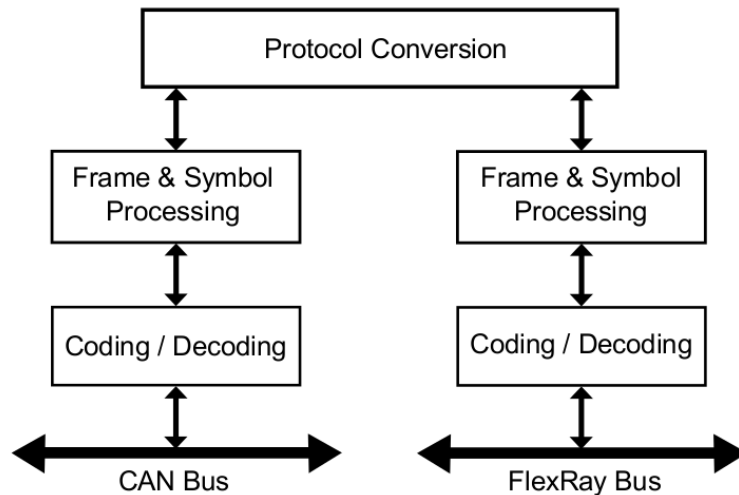 Protocol Conversion
Frame & Symbol
Processing
Frame & Symbol
Processing
Coding / Decoding
Coding / Decoding
CAN Bus
FlexRay Bus